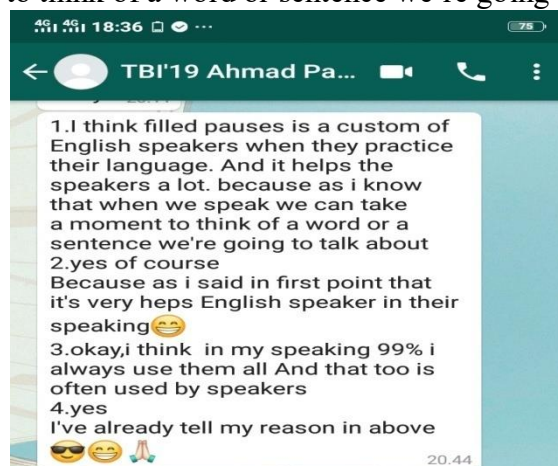 to think of a word or sentence we're going
4G 4G 18:36 ...
75
TBI'19 Ahmad Pa...
1.I think filled pauses is a custom of
English speakers when they practice
their language. And it helps the
speakers a lot. because as i know
that when we speak we can take
a moment to think of a word or a
sentence we're going to talk about
2.yes of course
Because as i said in first point that
it's very heps English speaker in their
speaking😁
3.okay,i think in my speaking 99% i
always use them all And that too is
often used by speakers
4.yes
I've already tell my reason in above
😎😁🙏
20.44